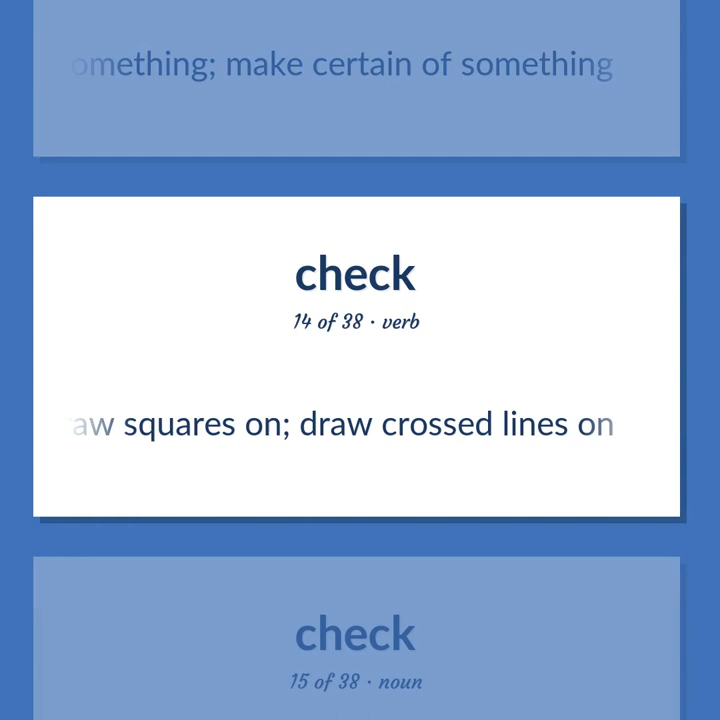 omething; make certain of something
check
14 of 38 · verb
aw squares on; draw crossed lines on
check
15 of 38 · noun